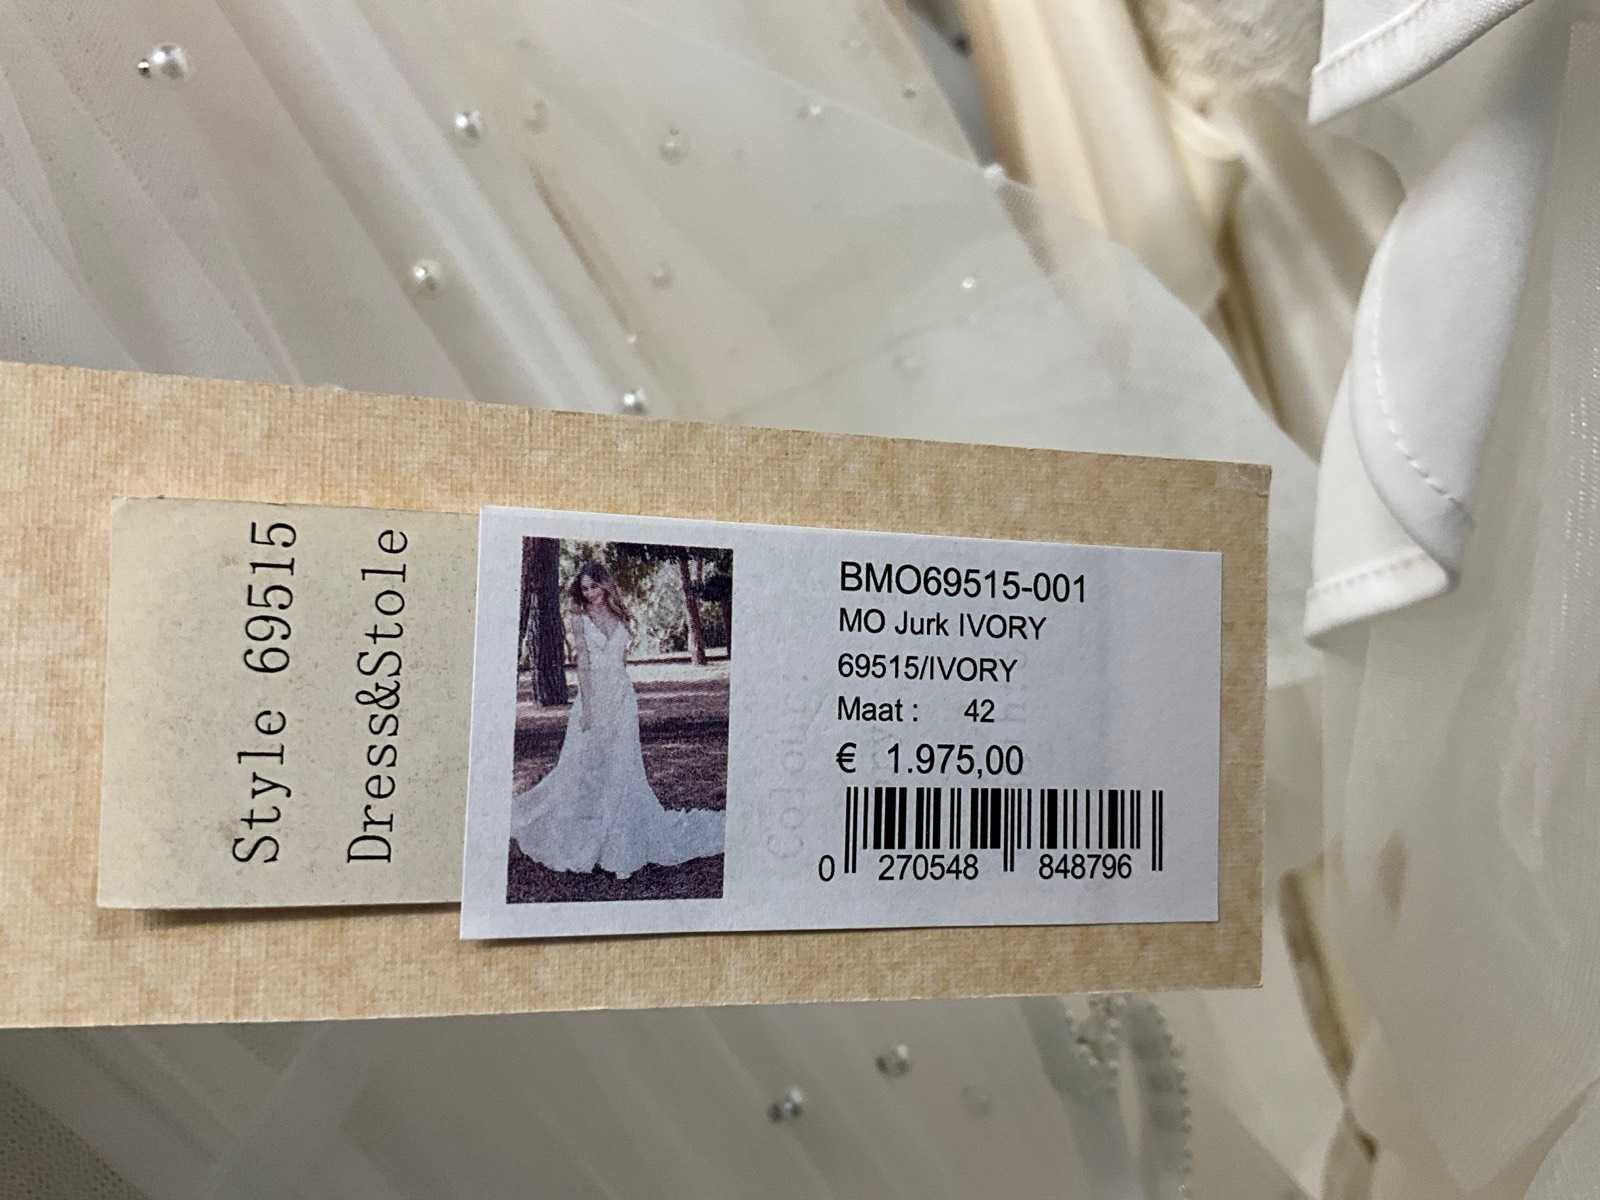 Style 69515
Dress&Stole
BMO69515-001
MO Jurk IVORY
69515/IVORY
Maat : 42
€ 1.975,00
0 270548 848796